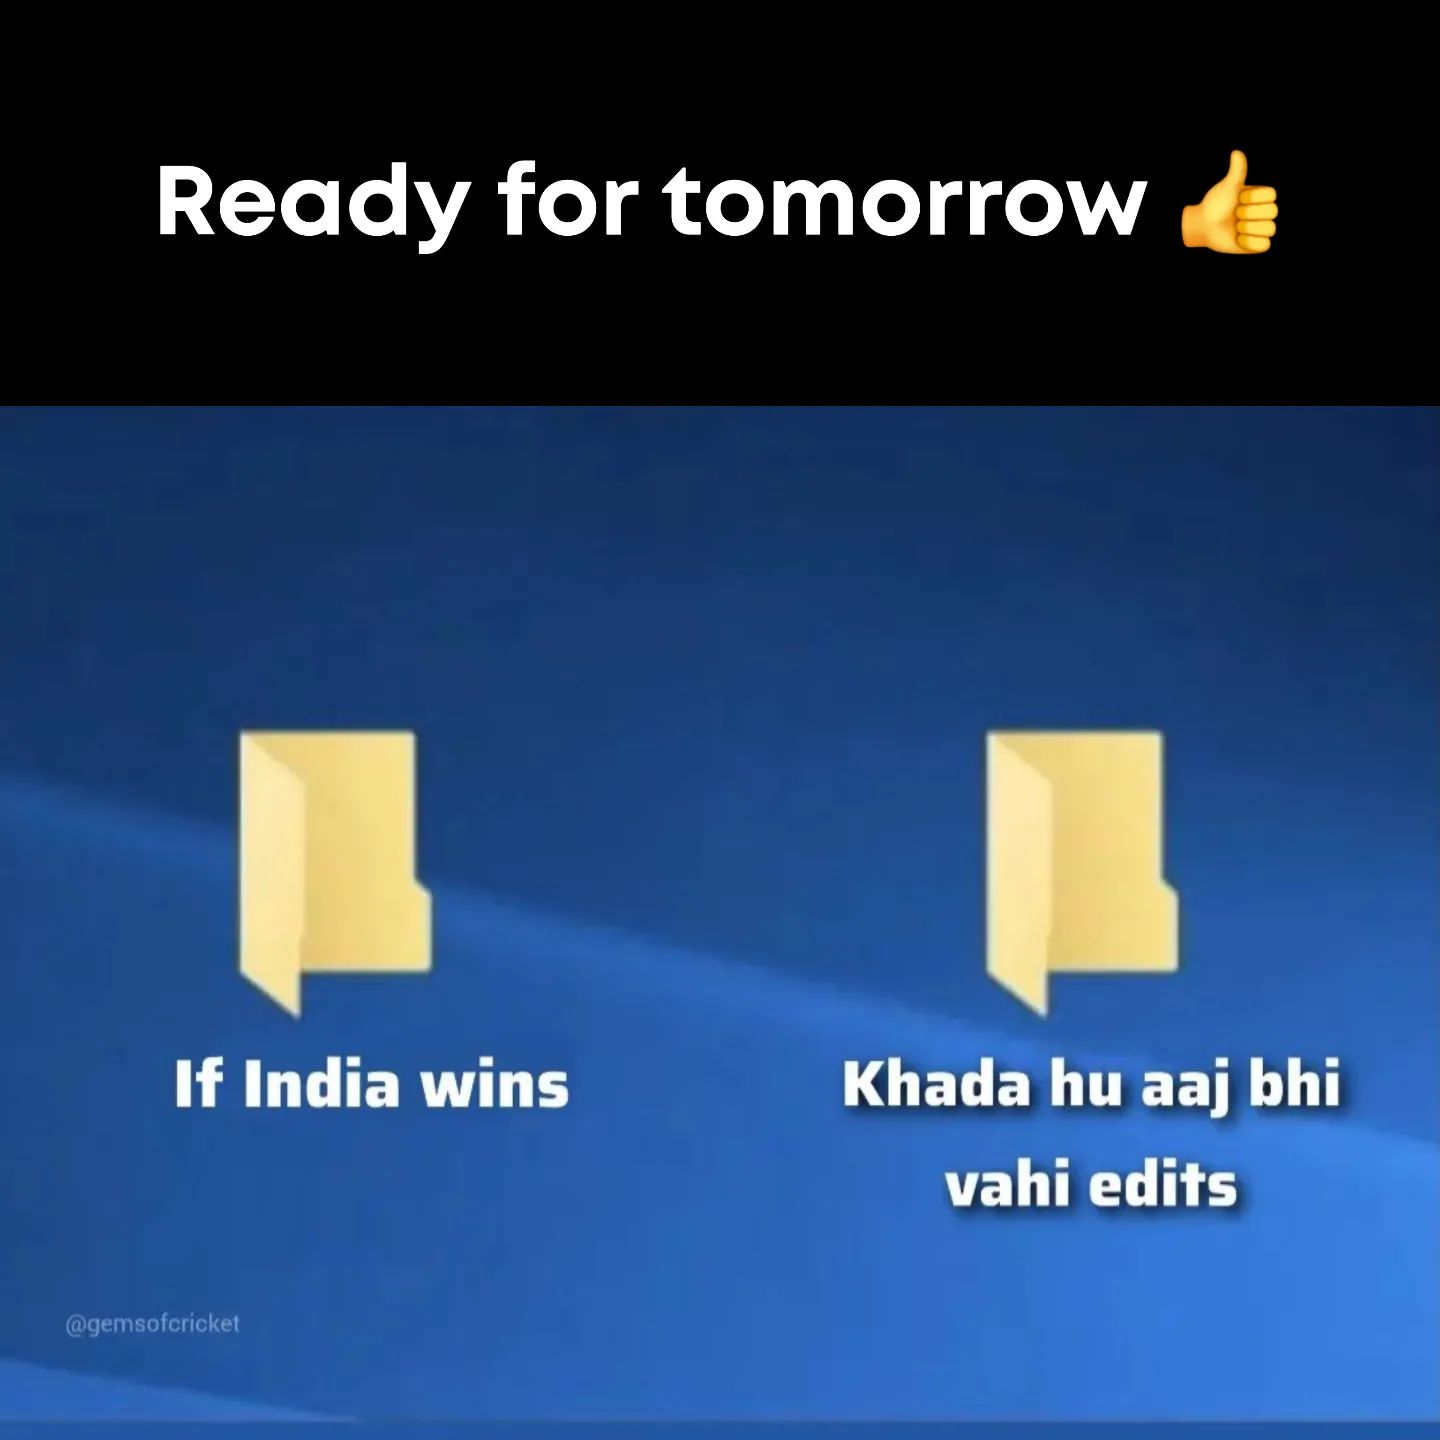 Ready for tomorrow 👍
If India wins
Khada hu aaj bhi
vahi edits
@gemsofcricket